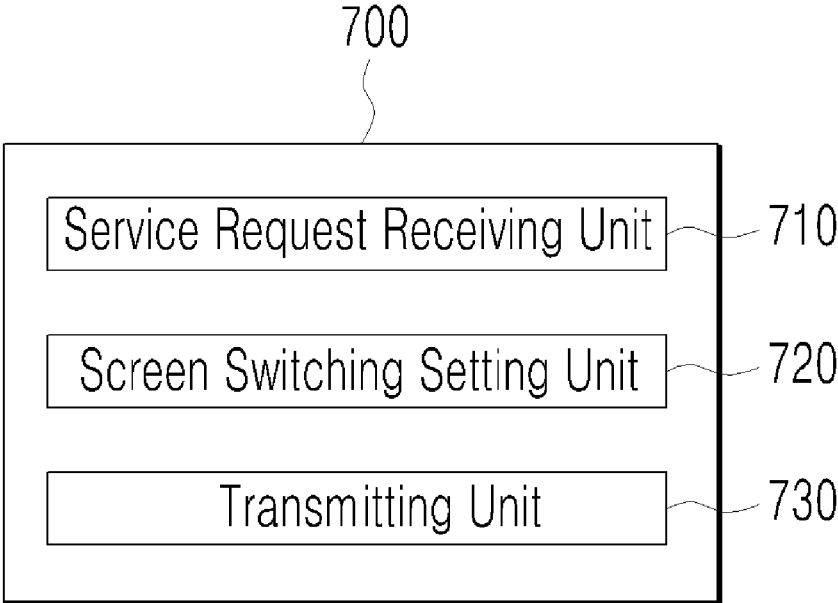 700
Service Request Receiving Unit 710
Screen Switching Setting Unit 720
Transmitting Unit 730